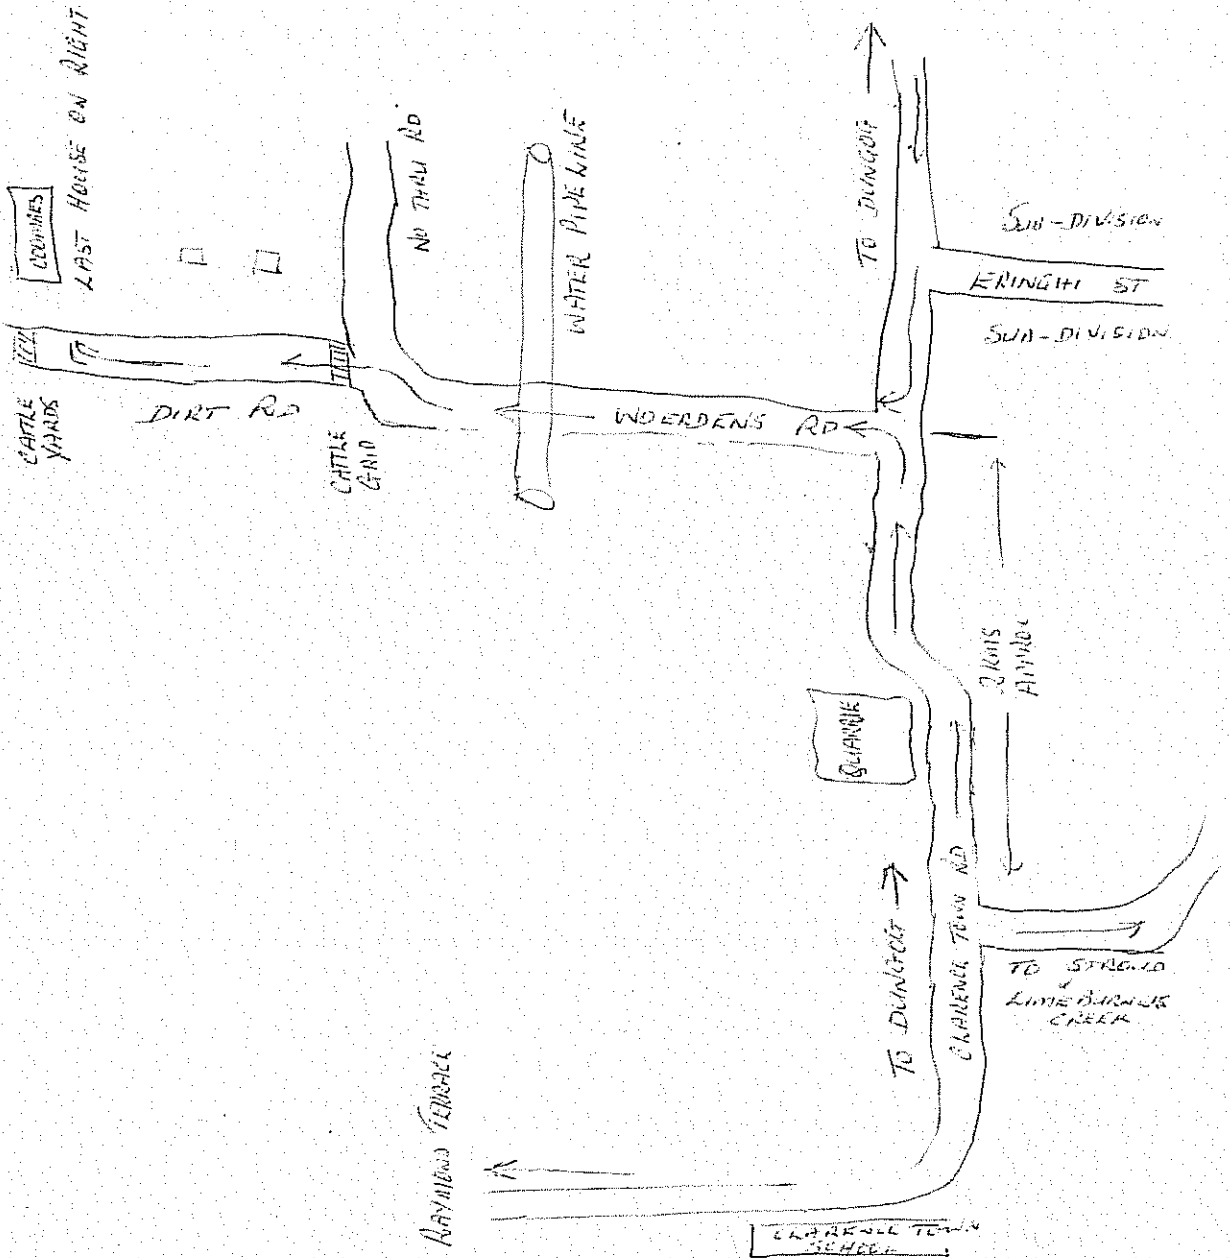 LAST HOUSE ON RIGHT
CATTLE
YARDS
DIRT RD
CATTLE
GRID
NO THRU RD
WATER PIPE LINE
WOERDENS RD
TO DUNGOG
SUB-DIVISION
ERINGHI ST
SUB-DIVISION
QUARRIE
2 KMS
APPROX
TO DUNGOG
CLARENCE TOWN RD
TO STROUD
LIMEBURNERS
CREEK
RAYMOND TERRACE
CLARENCE TOWN
SCHOOL